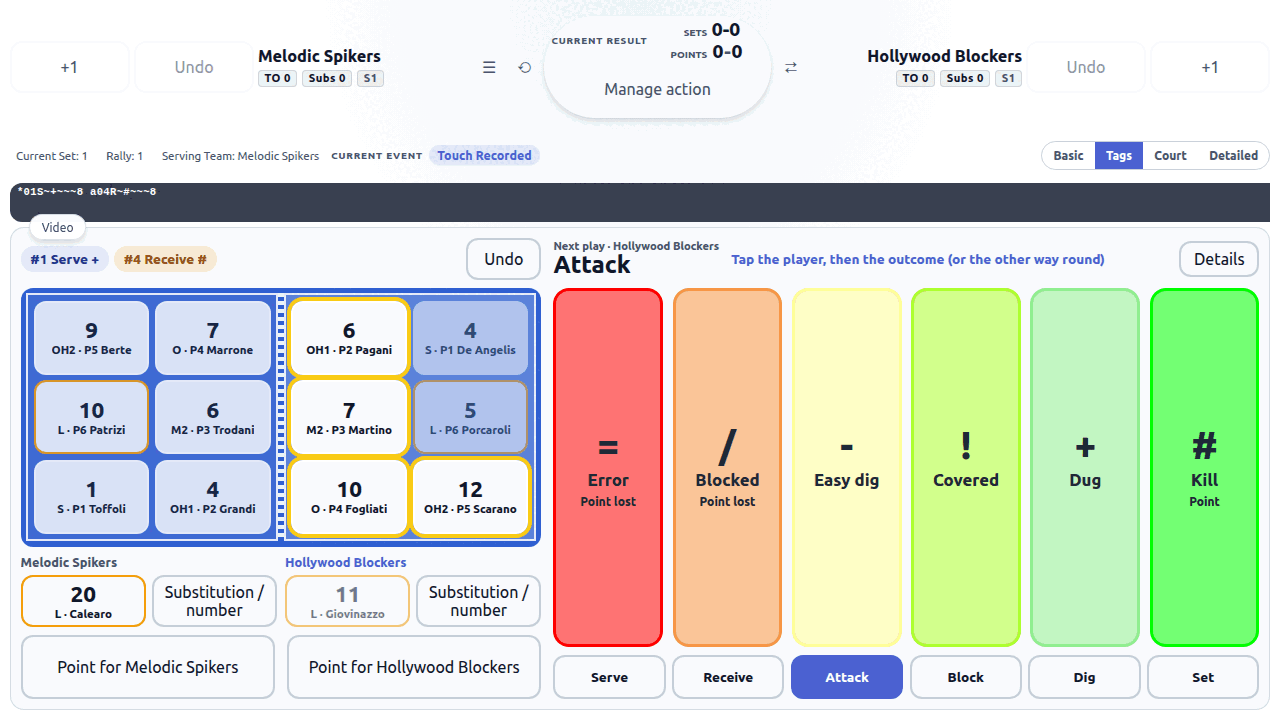 +1
Undo
Melodic Spikers
TO 0 Subs 0 S1
CURRENT RESULT
SETS 0-0
POINTS 0-0
Manage action
Hollywood Blockers
TO 0 Subs 0 S1
Undo
+1
Current Set: 1 Rally: 1 Serving Team: Melodic Spikers CURRENT EVENT Touch Recorded
Basic Tags Court Detailed
*01S~+~~~8 a04R~#~~~8
Video
#1 Serve + #4 Receive #
Undo
Next play · Hollywood Blockers
Attack
Tap the player, then the outcome (or the other way round)
Details
9
OH2 · P5 Berte
7
O · P4 Marrone
6
OH1 · P2 Pagani
4
S · P1 De Angelis
10
L · P6 Patrizi
6
M2 · P3 Trodani
7
M2 · P3 Martino
5
L · P6 Porcaroli
1
S · P1 Toffoli
4
OH1 · P2 Grandi
10
O · P4 Fogliati
12
OH2 · P5 Scarano
=
Error
Point lost
/
Blocked
Point lost
-
Easy dig
!
Covered
+
Dug
#
Kill
Point
Melodic Spikers
Hollywood Blockers
20
L · Calearo
Substitution /
number
11
L · Giovinazzo
Substitution /
number
Point for Melodic Spikers
Point for Hollywood Blockers
Serve
Receive
Attack
Block
Dig
Set